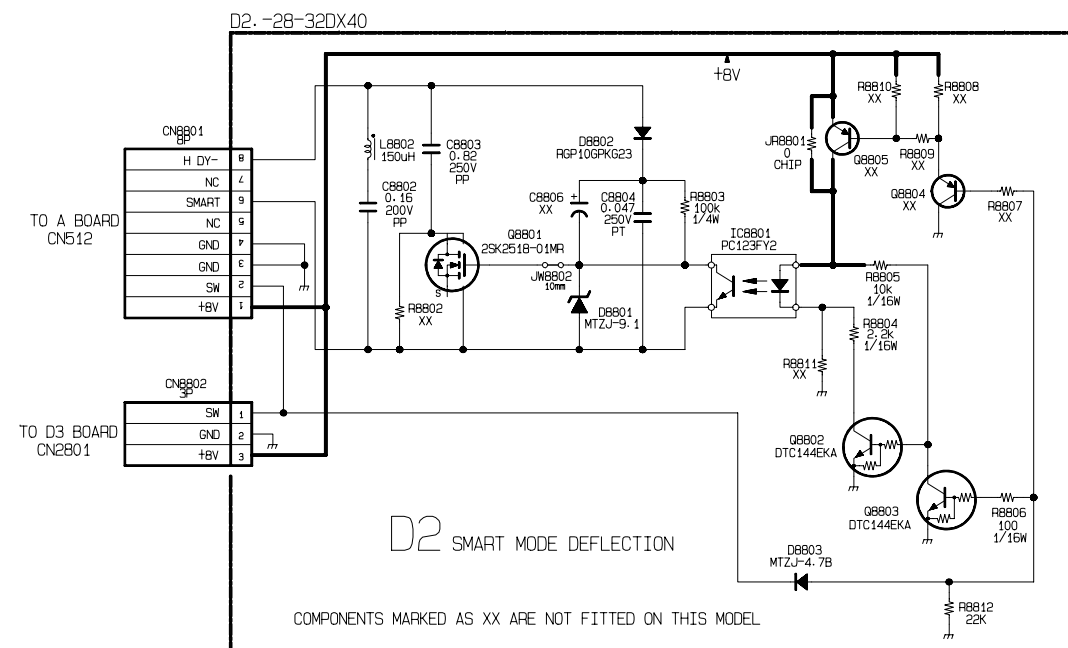 D2.-28-32DX40
+8V
R8810
XX
R8808
XX
CN8801
8P
L8802
150uH
C8803
0.82
250V
PP
D8802
RGP10GPKG23
JR8801
0
CHIP
Q8805
XX
R8809
XX
H DY- 8
NC 7
SMART 6
NC 5
GND 4
GND 3
SW 2
+8V 1
TO A BOARD
CN512
C8802
0.16
200V
PP
C8806
XX
+
C8804
0.047
250V
PT
R8803
100k
1/4W
Q8804
XX
R8807
XX
Q8801
2SK2518-01MR
S
JW8802
10mm
IC8801
PC123FY2
R8802
XX
D8801
MTZJ-9.1
R8805
10k
1/16W
R8804
2.2k
1/16W
R8811
XX
CN8802
3P
SW 1
GND 2
+8V 3
TO D3 BOARD
CN2801
Q8802
DTC144EKA
Q8803
DTC144EKA
R8806
100
1/16W
D2 SMART MODE DEFLECTION
D8803
MTZJ-4.7B
R8812
22K
COMPONENTS MARKED AS XX ARE NOT FITTED ON THIS MODEL